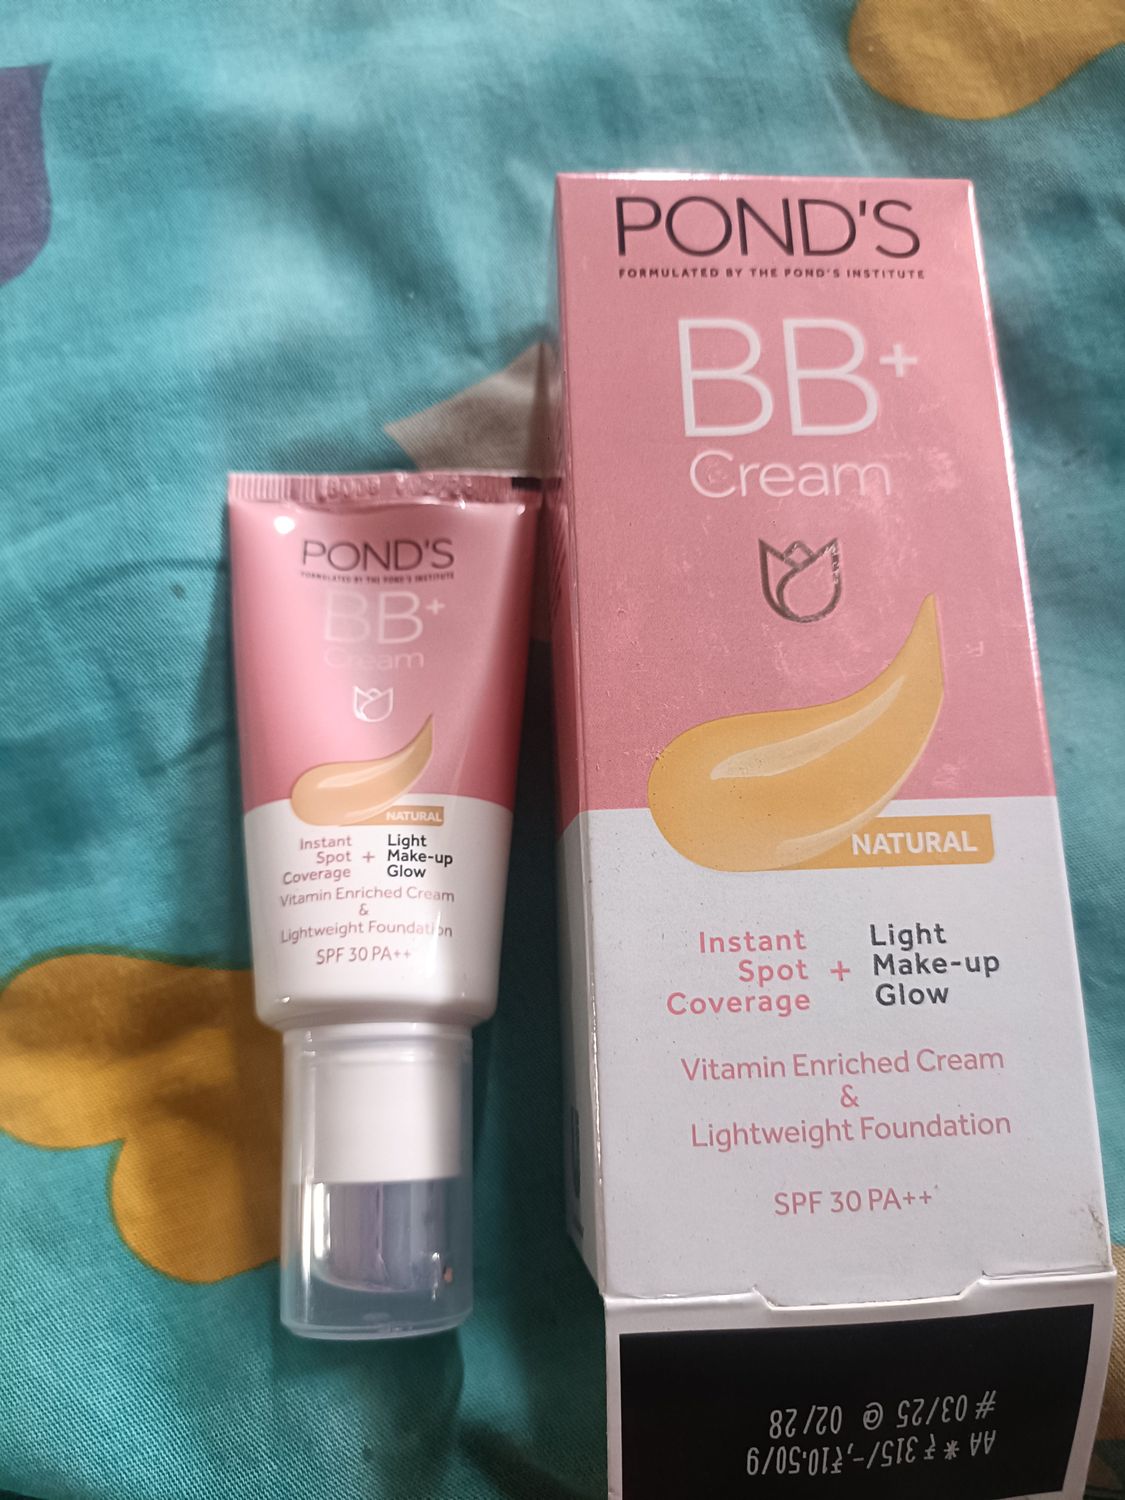 POND'S
FORMULATED BY THE POND'S INSTITUTE
BB+
Cream
NATURAL
Instant
Spot
Coverage
+
Light
Make-up
Glow
Vitamin Enriched Cream
&
Lightweight Foundation
SPF 30 PA++
POND'S
FORMULATED BY THE POND'S INSTITUTE
BB+
Cream
NATURAL
Instant
Spot
Coverage
+
Light
Make-up
Glow
Vitamin Enriched Cream
&
Lightweight Foundation
SPF 30 PA++
AA * ₹ 315/-,₹10.50/g
# 03/25 @ 02/28